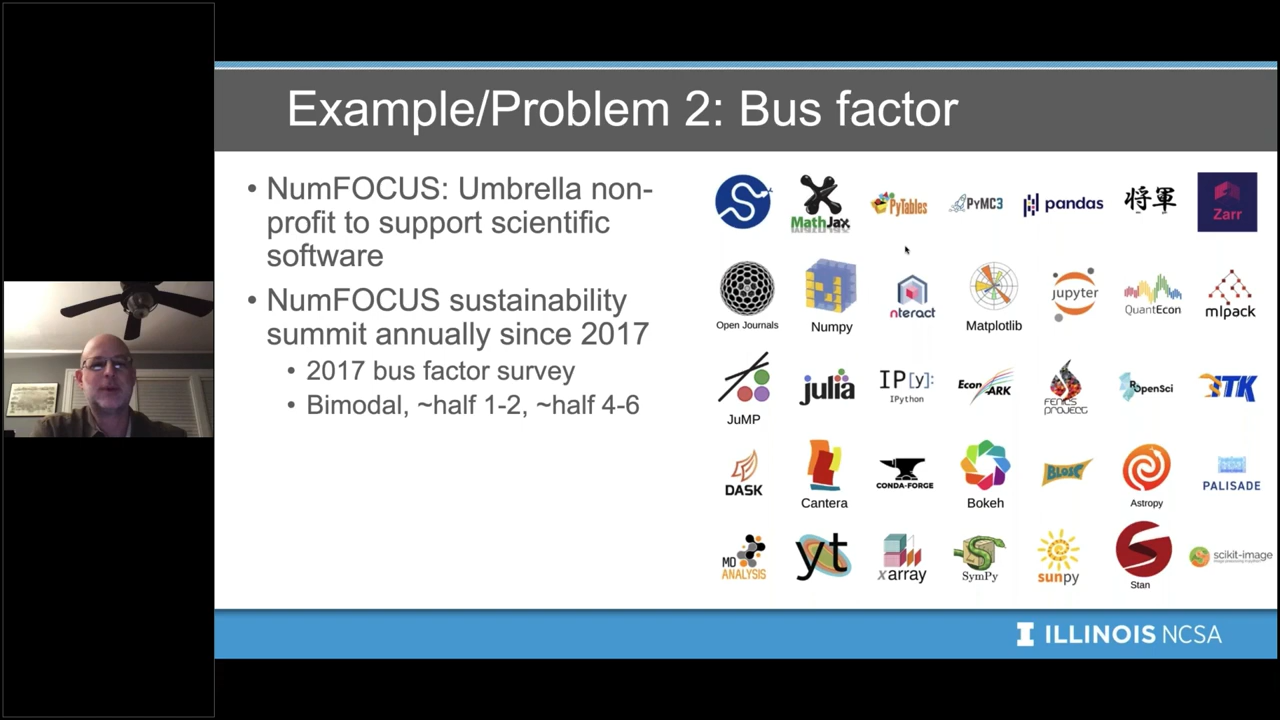 Example/Problem 2: Bus factor
• NumFOCUS: Umbrella non-
profit to support scientific
software
• NumFOCUS sustainability
summit annually since 2017
• 2017 bus factor survey
• Bimodal, ~half 1-2, ~half 4-6
MathJax
PyTables
PyMC3
pandas
将軍
Zarr
Open Journals
Numpy
nteract
Matplotlib
jupyter
QuantEcon
mlpack
JuMP
julia
IP[y]:
IPython
Econ-ARK
FENICS
PROJECT
ROpenSci
ITK
DASK
Cantera
CONDA-FORGE
Bokeh
BLOSC
Astropy
PALISADE
MD
ANALYSIS
yt
xarray
SymPy
sunpy
Stan
scikit-image
ILLINOIS NCSA